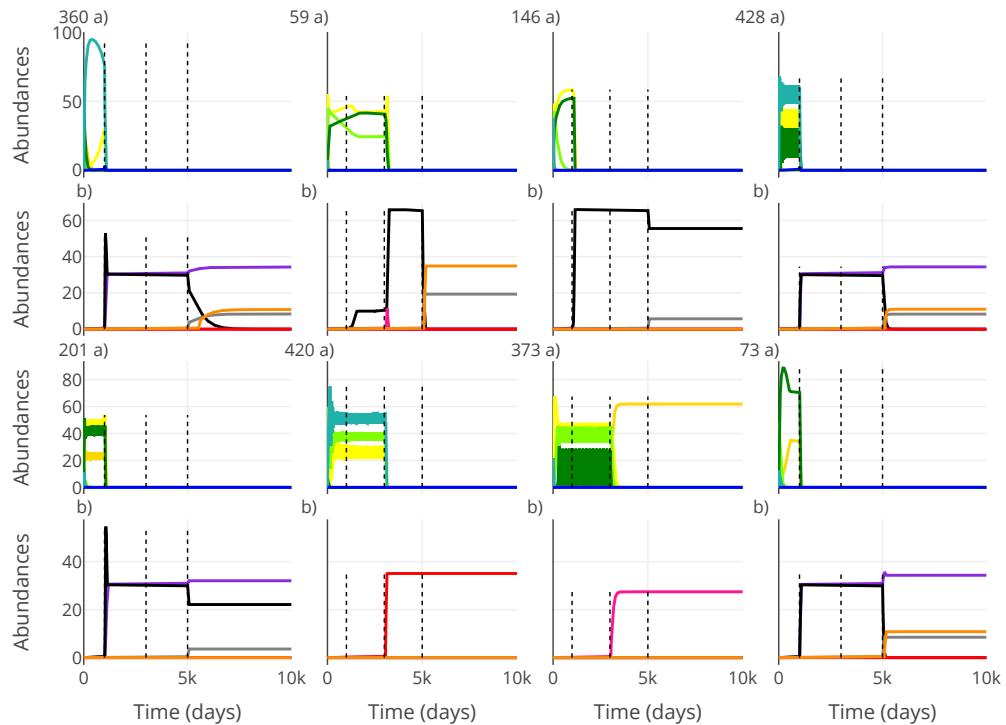 360 a) 59 a) 146 a) 428 a)
100
50
0
Abundances
b) b) b) b)
60
40
20
0
Abundances
201 a) 420 a) 373 a) 73 a)
80
60
40
20
0
Abundances
b) b) b) b)
40
20
0
Abundances
0 5k 10k 0 5k 0 5k 0 5k 10k
Time (days) Time (days) Time (days) Time (days)